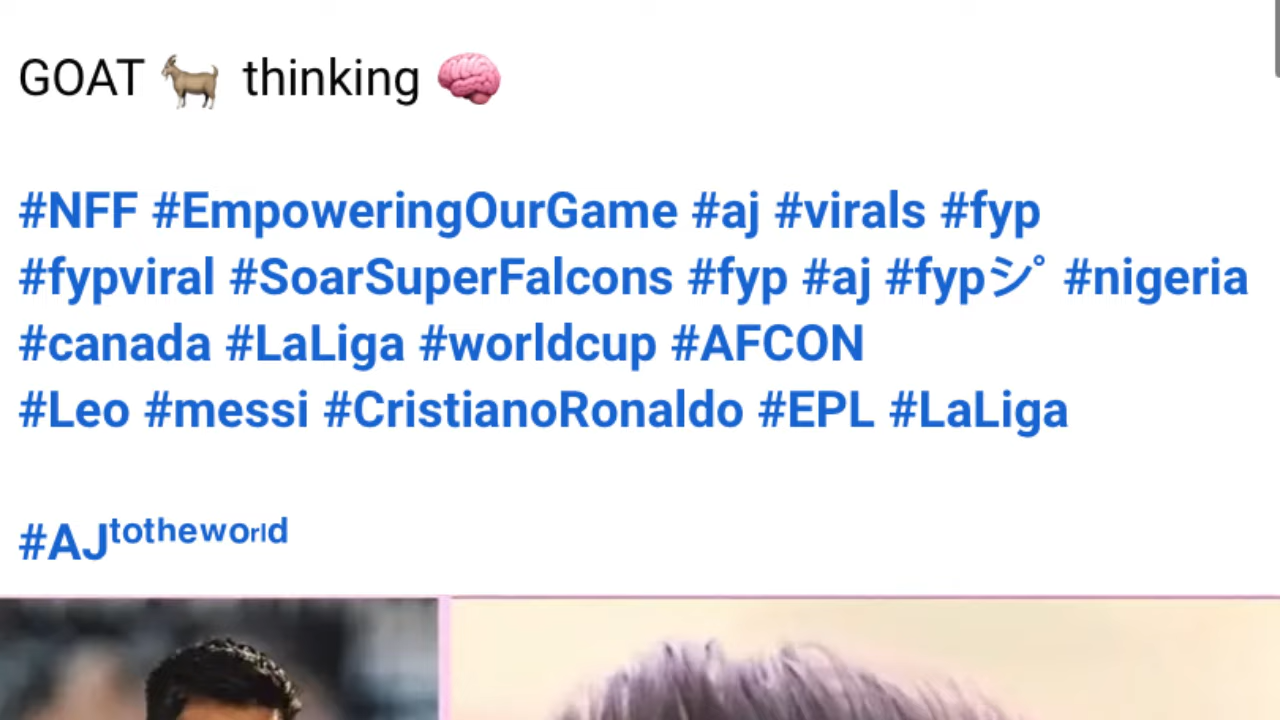 GOAT 🐐 thinking 🧠
#NFF #EmpoweringOurGame #aj #virals #fyp
#fypviral #SoarSuperFalcons #fyp #aj #fypシ゚ #nigeria
#canada #LaLiga #worldcup #AFCON
#Leo #messi #CristianoRonaldo #EPL #LaLiga
#AJᵗᵒᵗʰᵉʷᵒʳˡᵈ